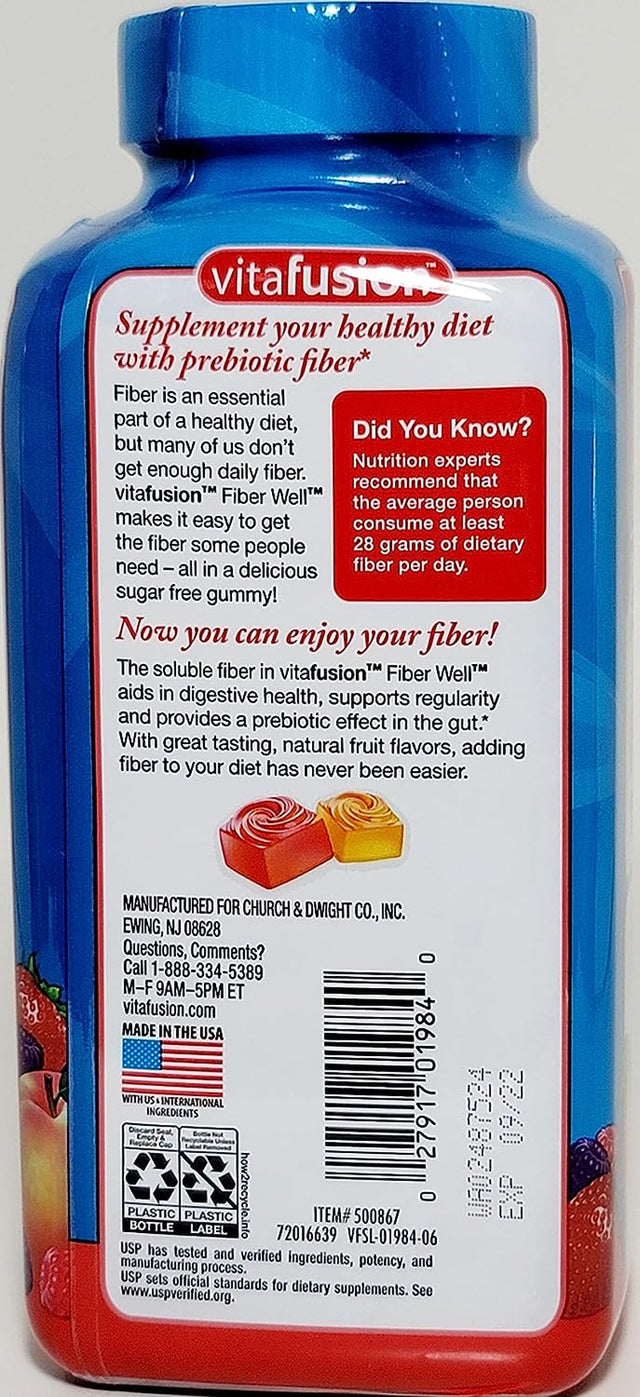 vitafusion™
Supplement your healthy diet
with prebiotic fiber*
Fiber is an essential
part of a healthy diet,
but many of us don't
get enough daily fiber.
vitafusion™ Fiber Well™
makes it easy to get
the fiber some people
need – all in a delicious
sugar free gummy!
Did You Know?
Nutrition experts
recommend that
the average person
consume at least
28 grams of dietary
fiber per day.
Now you can enjoy your fiber!
The soluble fiber in vitafusion™ Fiber Well™
aids in digestive health, supports regularity
and provides a prebiotic effect in the gut.*
With great tasting, natural fruit flavors, adding
fiber to your diet has never been easier.
MANUFACTURED FOR CHURCH & DWIGHT CO., INC.
EWING, NJ 08628
Questions, Comments?
Call 1-888-334-5389
M–F 9AM–5PM ET
vitafusion.com
MADE IN THE USA
WITH US & INTERNATIONAL
INGREDIENTS
Discard Seal,
Empty &
Replace Cap
PLASTIC
BOTTLE
Bottle Not
Recyclable Unless
Label Removed
PLASTIC
LABEL
how2recycle.info
0 27917 01984 0
ITEM# 500867
72016639 VFSL-01984-06
EXP 09/22
USP has tested and verified ingredients, potency, and
manufacturing process.
USP sets official standards for dietary supplements. See
www.uspverified.org.